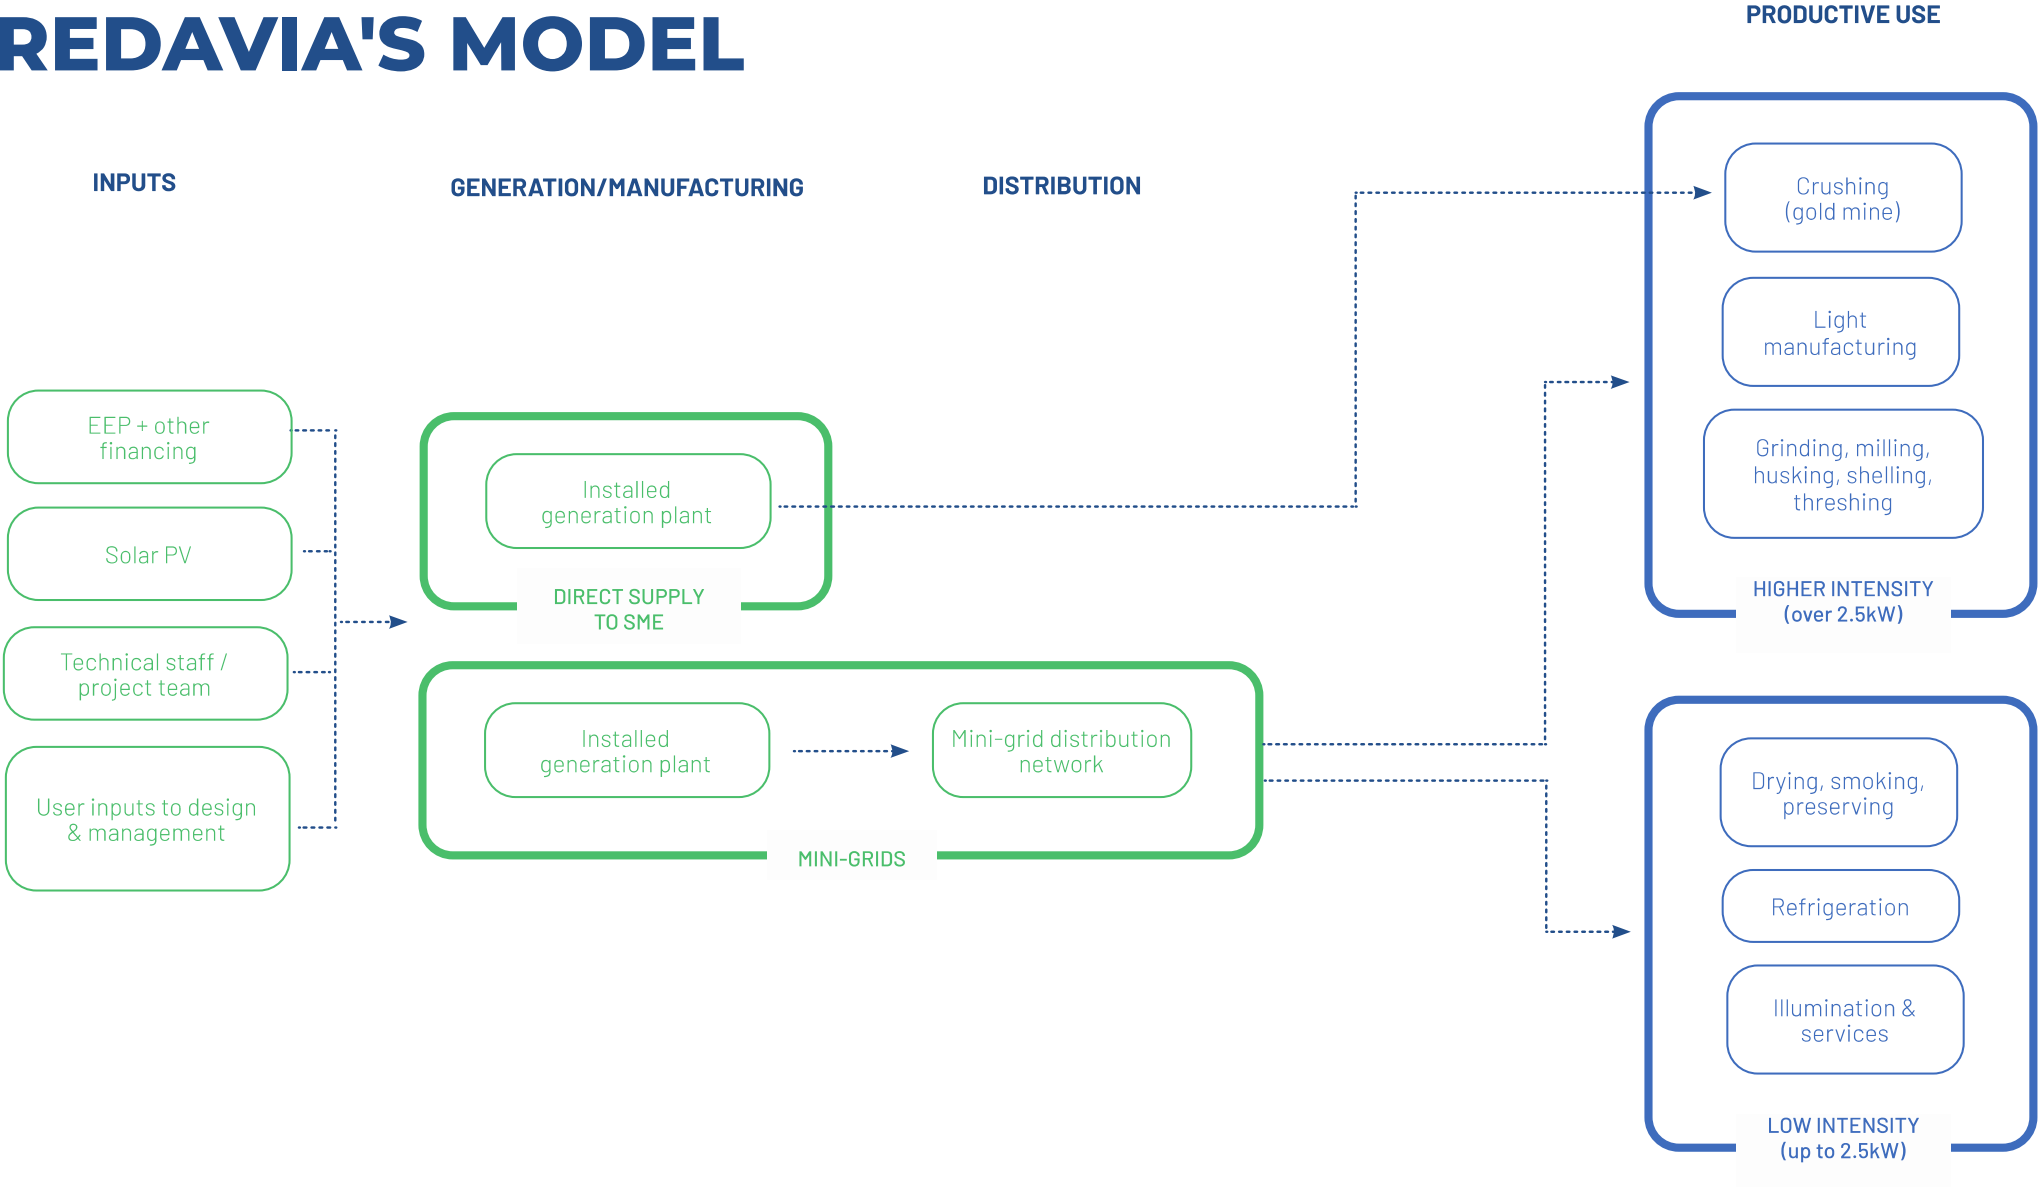 REDAVIA'S MODEL
PRODUCTIVE USE
INPUTS
GENERATION/MANUFACTURING
DISTRIBUTION
EEP + other
financing
Solar PV
Technical staff /
project team
User inputs to design
& management
Installed
generation plant
DIRECT SUPPLY
TO SME
Installed
generation plant
Mini-grid distribution
network
MINI-GRIDS
Crushing
(gold mine)
Light
manufacturing
Grinding, milling,
husking, shelling,
threshing
HIGHER INTENSITY
(over 2.5kW)
Drying, smoking,
preserving
Refrigeration
Illumination &
services
LOW INTENSITY
(up to 2.5kW)